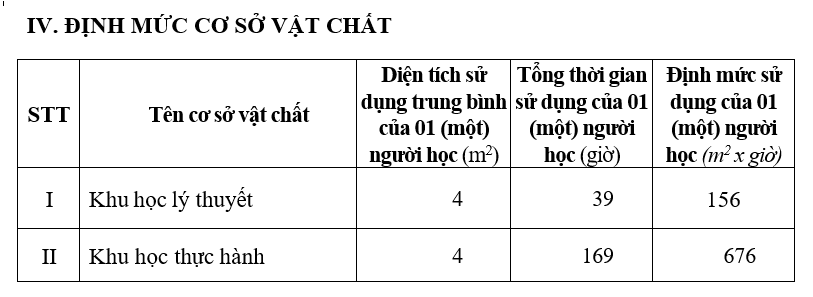 IV. ĐỊNH MỨC CƠ SỞ VẬT CHẤT
STT
Tên cơ sở vật chất
Diện tích sử
dụng trung bình
của 01 (một)
người học (m²)
Tổng thời gian
sử dụng của 01
(một) người
học (giờ)
Định mức sử
dụng của 01
(một) người
học (m² x giờ)
I Khu học lý thuyết 4 39 156
II Khu học thực hành 4 169 676